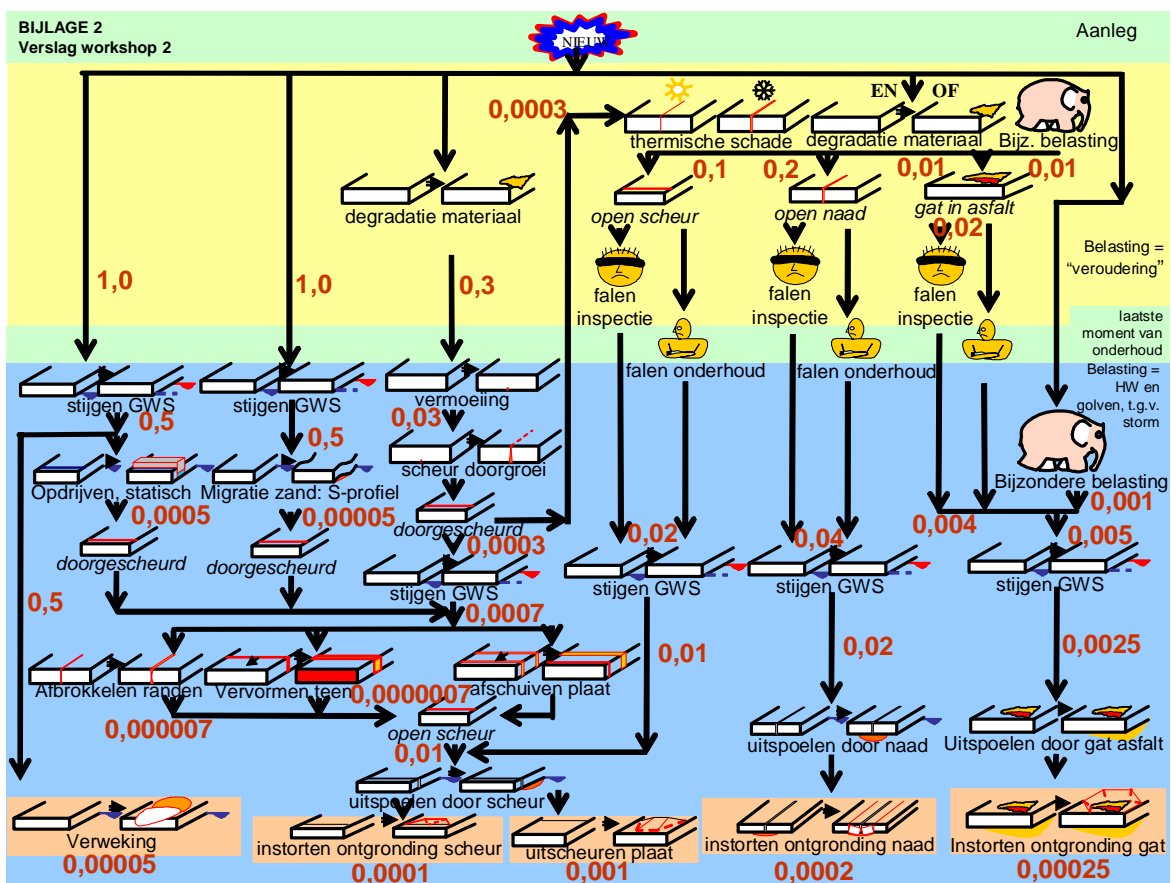 BIJLAGE 2
Verslag workshop 2
NIEUW
Aanleg
0,0003
EN OF
thermische schade
degradatie materiaal
Bijz. belasting
0,1
0,2
0,01
0,01
degradatie materiaal
open scheur
open naad
gat in asfalt
0,02
Belasting =
“veroudering”
1,0
1,0
0,3
falen
inspectie
falen
inspectie
falen
inspectie
laatste
moment van
onderhoud
falen onderhoud
falen onderhoud
Belasting =
HW en
golven, t.g.v.
storm
stijgen GWS
stijgen GWS
vermoeiing
0,5
0,5
0,03
scheur doorgroei
Opdrijven, statisch
Migratie zand: S-profiel
Bijzondere belasting
0,0005
0,00005
doorgescheurd
0,0003
0,001
0,004
0,005
0,02
0,04
doorgescheurd
doorgescheurd
stijgen GWS
stijgen GWS
stijgen GWS
stijgen GWS
0,5
0,0007
0,01
0,02
0,0025
Afbrokkelen randen
Vervormen teen
afschuiven plaat
0,0000007
0,000007
open scheur
0,01
uitspoelen door naad
Uitspoelen door gat asfalt
uitspoelen door scheur
Verweking
instorten ontgronding scheur
uitscheuren plaat
instorten ontgronding naad
Instorten ontgronding gat
0,00005
0,0001
0,001
0,0002
0,00025